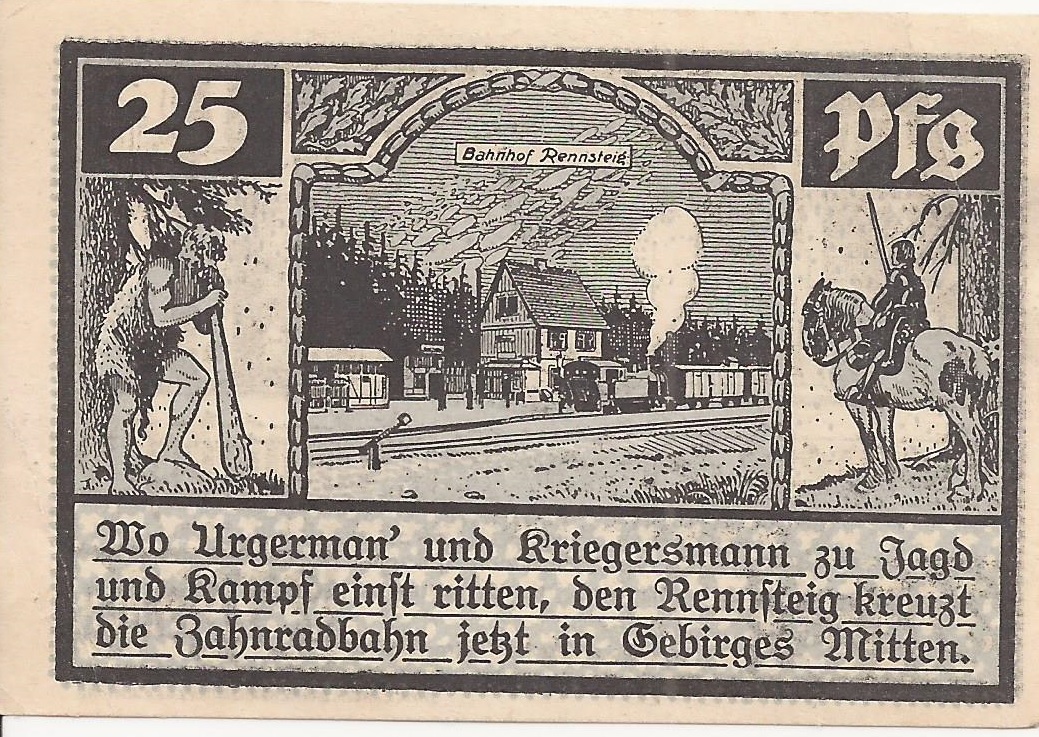 25
Pfg
Bahnhof Rennsteig
Wo Urgerman' und Kriegersmann zu Jagd
und Kampf einst ritten, den Rennsteig kreuzt
die Zahnradbahn jetzt in Gebirges Mitten.